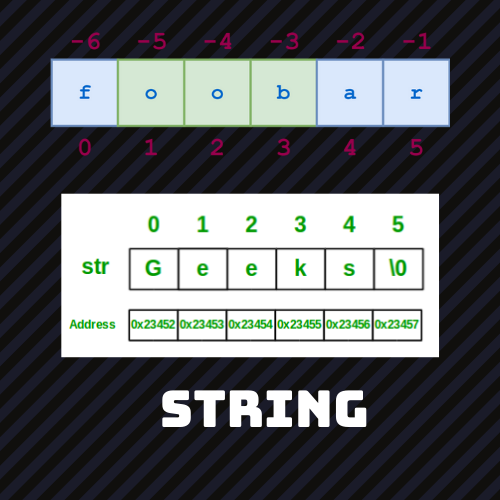 -6 -5 -4 -3 -2 -1
f o o b a r
0 1 2 3 4 5
0 1 2 3 4 5
str G e e k s \0
Address 0x23452 0x23453 0x23454 0x23455 0x23456 0x23457
STRING